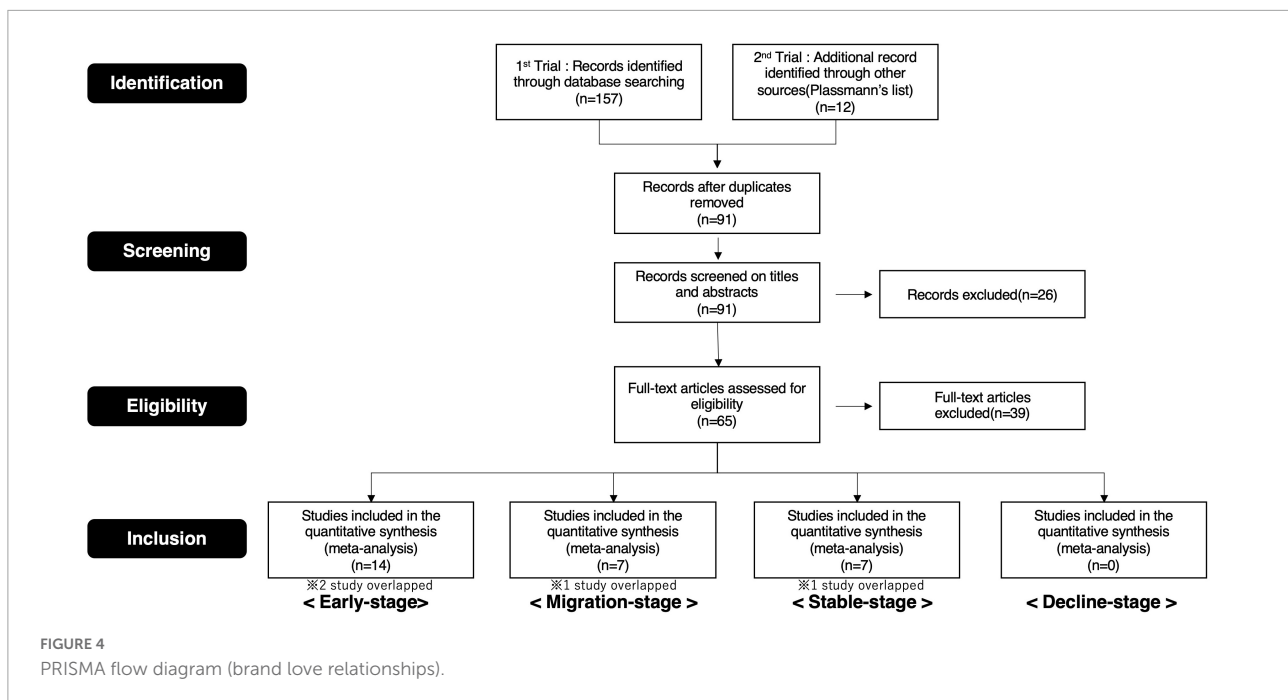 Identification
1st Trial : Records identified
through database searching
(n=157)
2nd Trial : Additional record
identified through other
sources(Plassmann's list)
(n=12)
Records after duplicates
removed
(n=91)
Screening
Records screened on titles
and abstracts
(n=91)
Records excluded(n=26)
Eligibility
Full-text articles assessed for
eligibility
(n=65)
Full-text articles
excluded(n=39)
Inclusion
Studies included in the
quantitative synthesis
(meta-analysis)
(n=14)
※2 study overlapped
< Early-stage>
Studies included in the
quantitative synthesis
(meta-analysis)
(n=7)
※1 study overlapped
< Migration-stage >
Studies included in the
quantitative synthesis
(meta-analysis)
(n=7)
※1 study overlapped
< Stable-stage >
Studies included in the
quantitative synthesis
(meta-analysis)
(n=0)
< Decline-stage >
FIGURE 4
PRISMA flow diagram (brand love relationships).